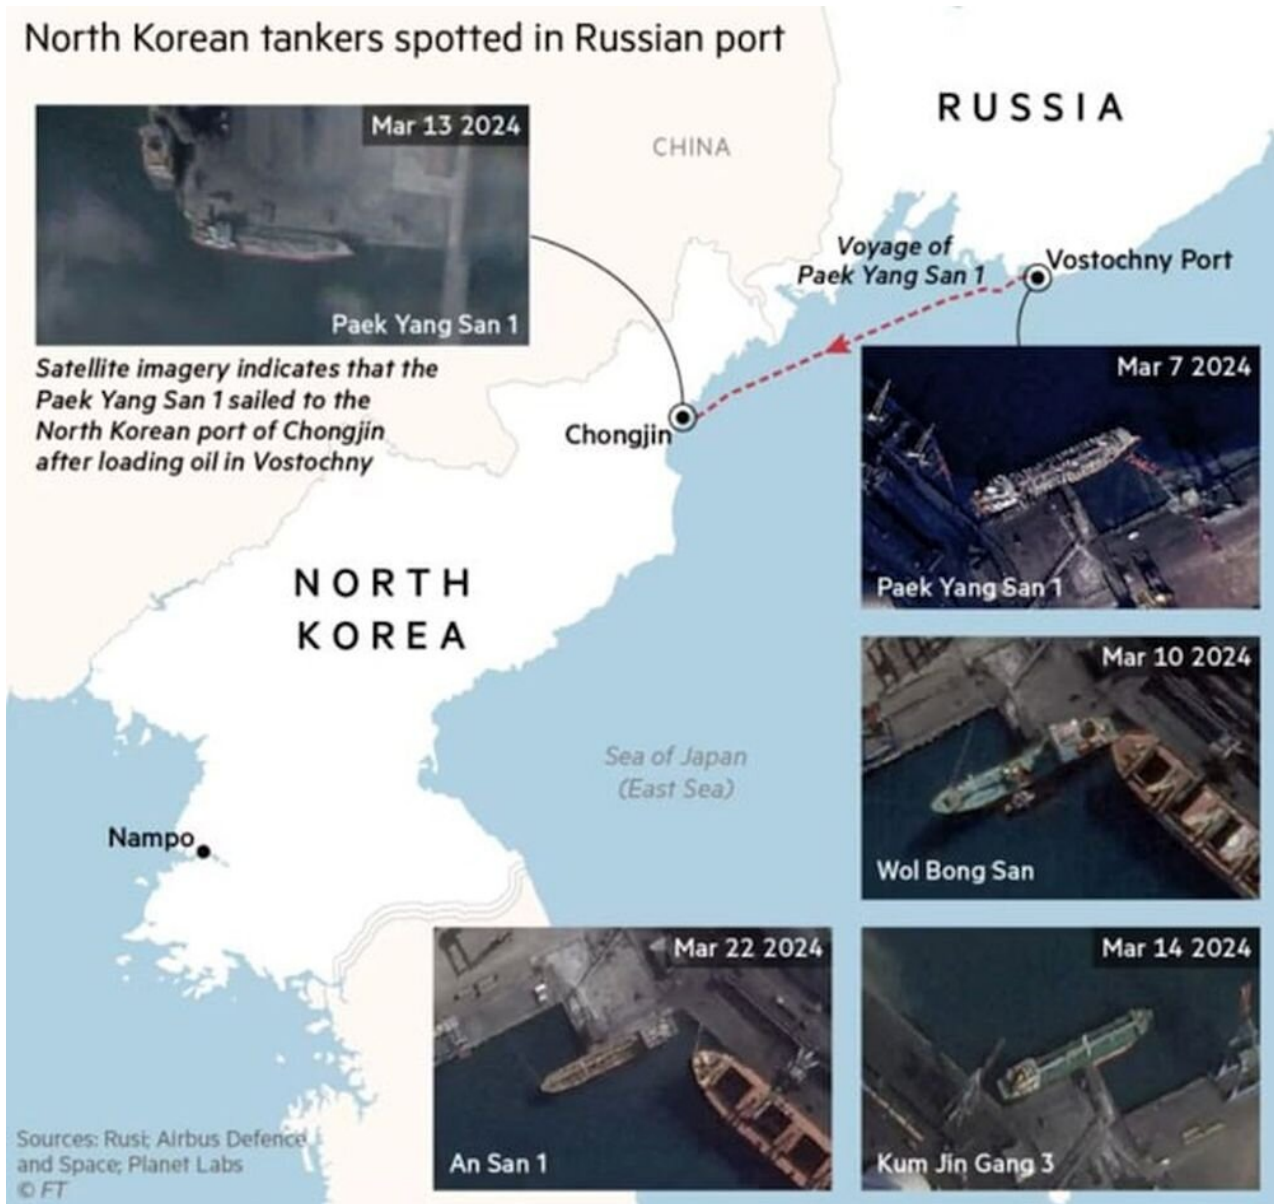 North Korean tankers spotted in Russian port
RUSSIA
CHINA
Mar 13 2024
Paek Yang San 1
Satellite imagery indicates that the
Paek Yang San 1 sailed to the
North Korean port of Chongjin
after loading oil in Vostochny
Voyage of
Paek Yang San 1
Vostochny Port
Chongjin
Mar 7 2024
Paek Yang San 1
NORTH
KOREA
Mar 10 2024
Wol Bong San
Sea of Japan
(East Sea)
Nampo
Mar 22 2024
An San 1
Mar 14 2024
Kum Jin Gang 3
Sources: Rusi; Airbus Defence
and Space; Planet Labs
© FT